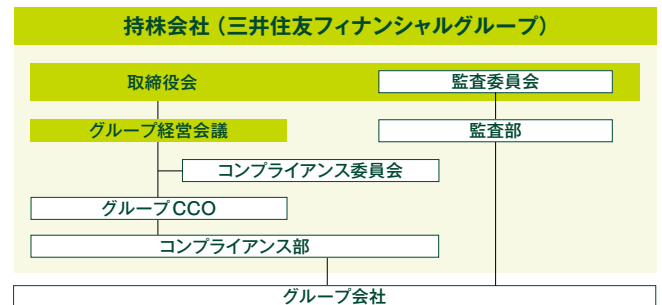 持株会社（三井住友フィナンシャルグループ）
取締役会
監査委員会
グループ経営会議
監査部
コンプライアンス委員会
グループCCO
コンプライアンス部
グループ会社